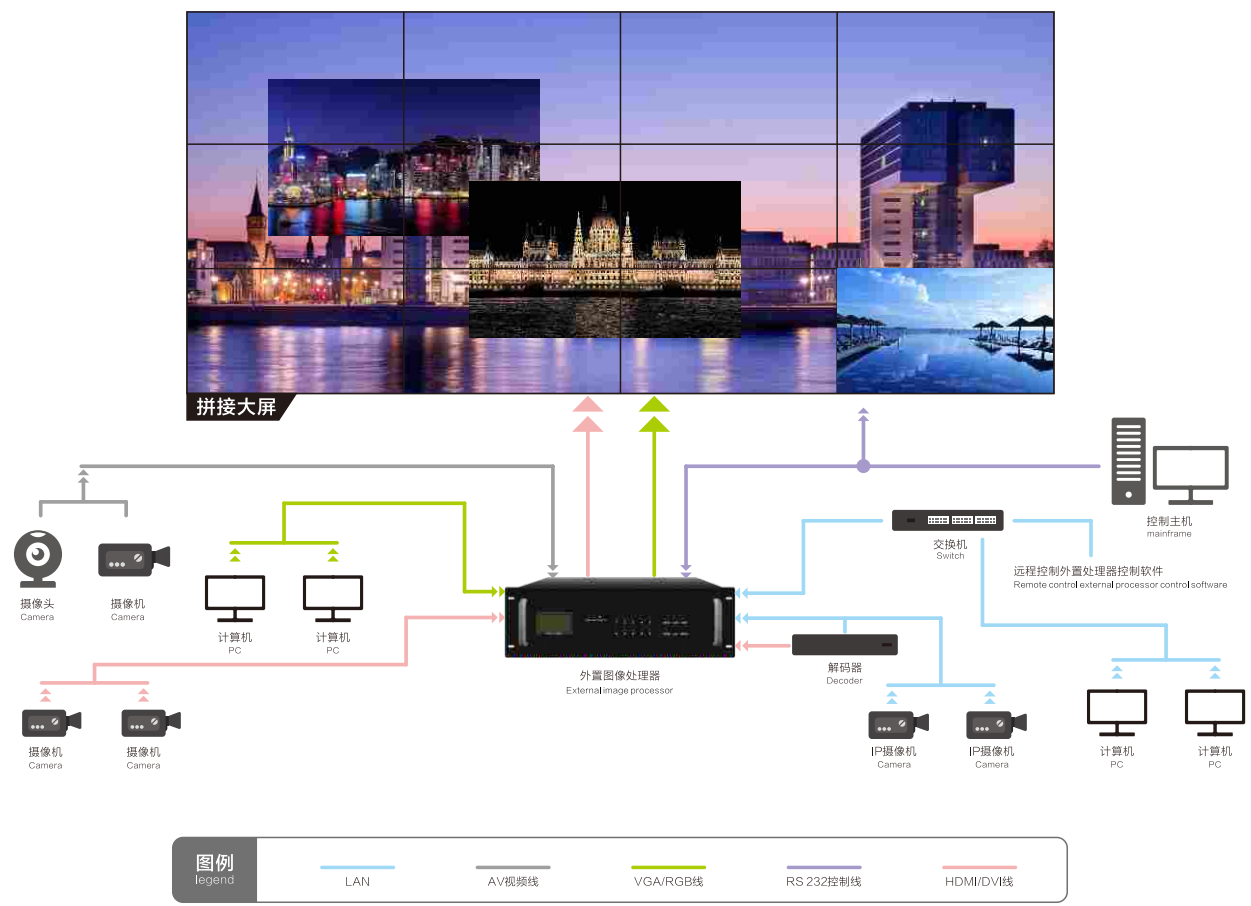 拼接大屏
控制主机
mainframe
交换机
Switch
远程控制外置处理器控制软件
Remote control external processor control software
摄像头
Camera
摄像机
Camera
计算机
PC
计算机
PC
外置图像处理器
External image processor
解码器
Decoder
摄像机
Camera
摄像机
Camera
IP摄像机
Camera
IP摄像机
Camera
计算机
PC
计算机
PC
图例
legend
LAN
AV视频线
VGA/RGB线
RS 232控制线
HDMI/DVI线